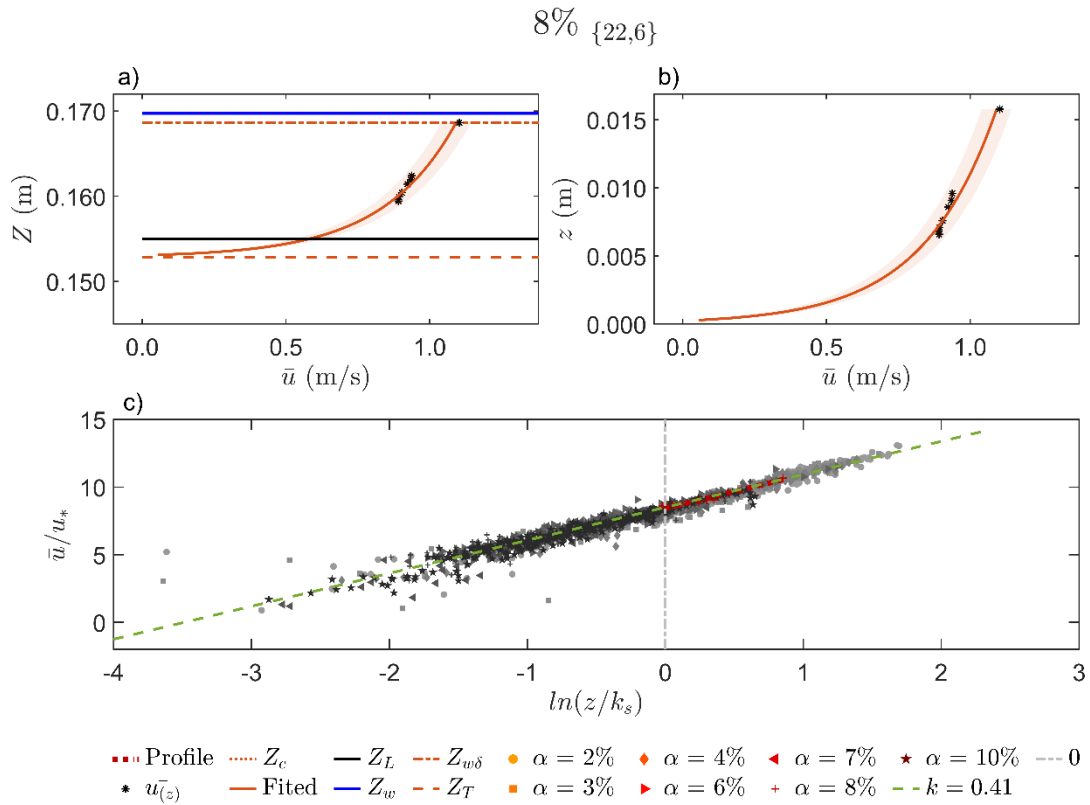 8% {22,6}
a)
0.170
0.160
0.150
Z (m)
0.0 0.5 1.0
ū (m/s)
b)
0.015
0.010
0.005
0.000
z (m)
0.0 0.5 1.0
ū (m/s)
c)
15
10
5
0
ū/u*
-4 -3 -2 -1 0 1 2 3
ln(z/ks)
Profile Zc ZL Zwδ α = 2% α = 4% α = 7% α = 10% 0
u(z)̄ Fited Zw ZT α = 3% α = 6% α = 8% k = 0.41